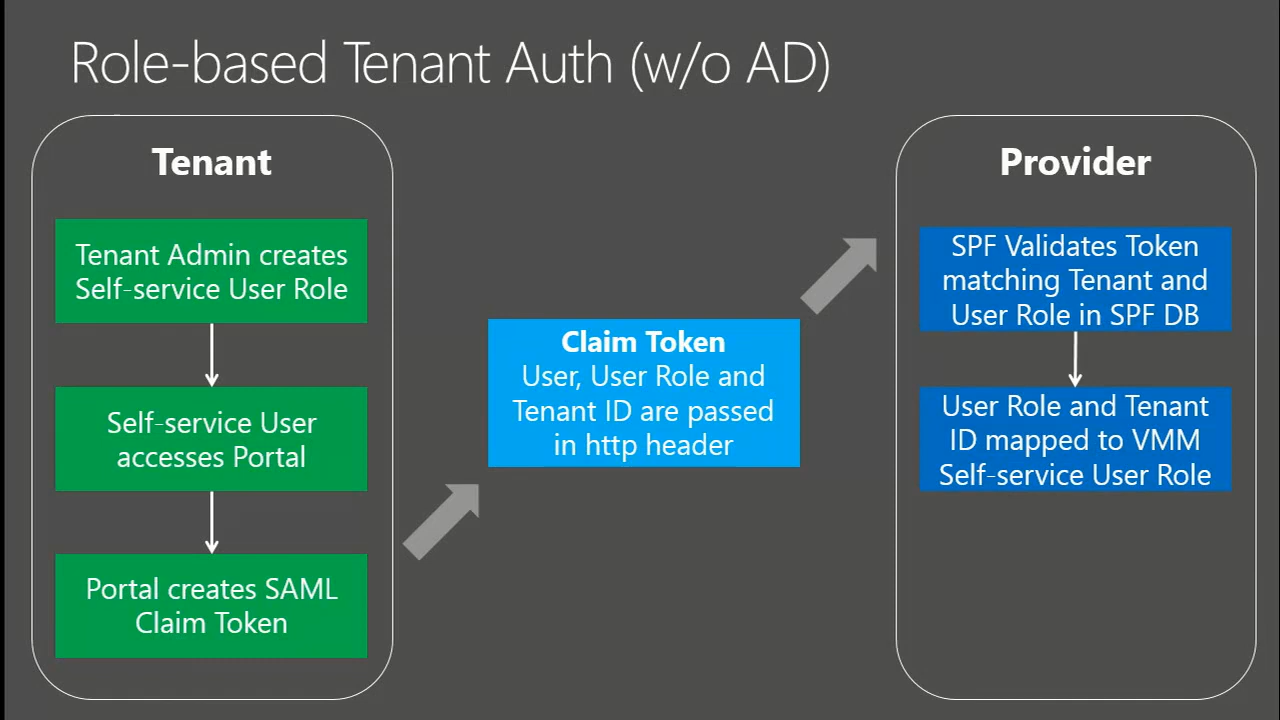 Role-based Tenant Auth (w/o AD)
Tenant
Tenant Admin creates
Self-service User Role
Self-service User
accesses Portal
Portal creates SAML
Claim Token
Claim Token
User, User Role and
Tenant ID are passed
in http header
Provider
SPF Validates Token
matching Tenant and
User Role in SPF DB
User Role and Tenant
ID mapped to VMM
Self-service User Role